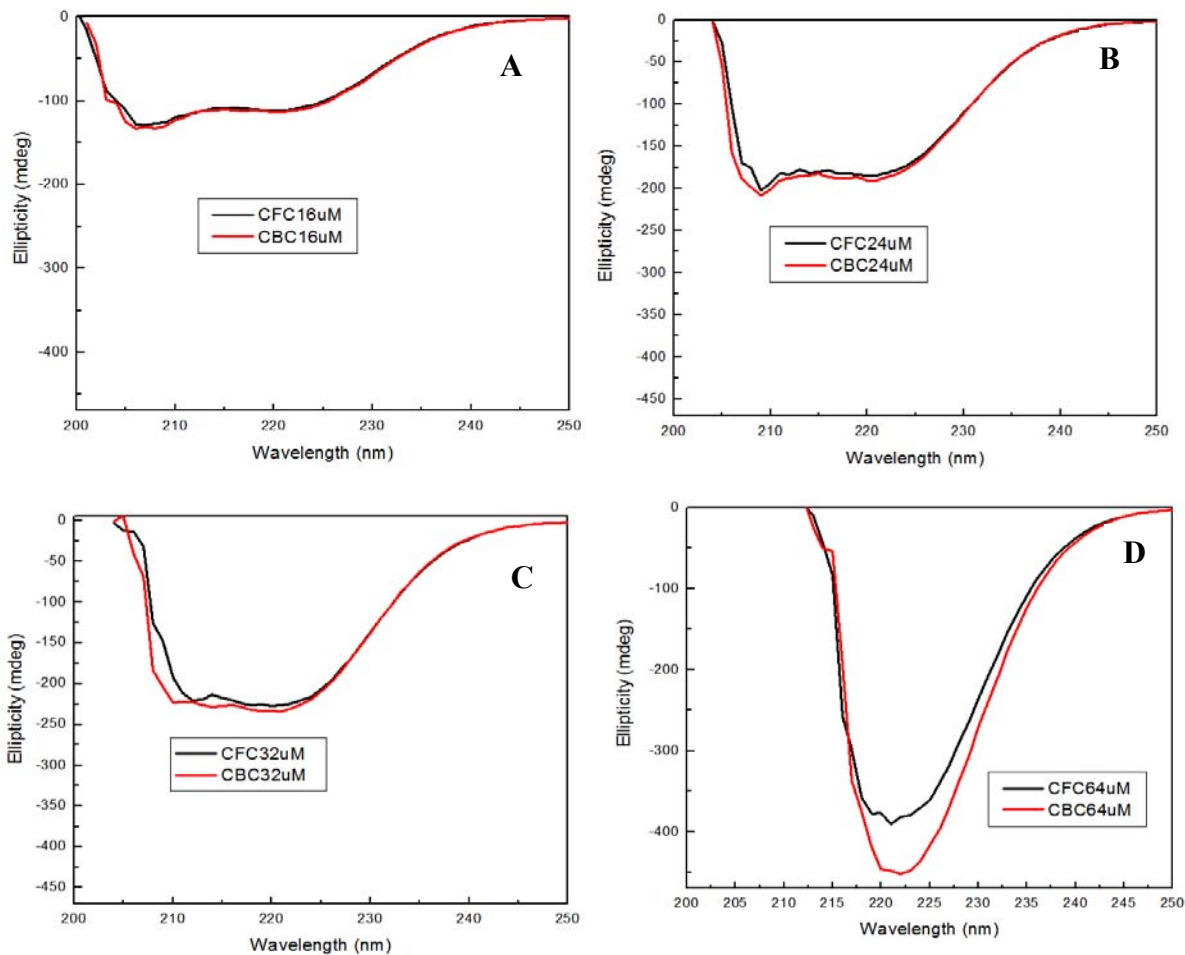 A
Ellipticity (mdeg)
0
-100
-200
-300
-400
CFC16uM
CBC16uM
200 210 220 230 240 250
Wavelength (nm)
B
Ellipticity (mdeg)
0
-50
-100
-150
-200
-250
-300
-350
-400
-450
CFC24uM
CBC24uM
200 210 220 230 240 250
Wavelength (nm)
C
Ellipticity (mdeg)
0
-50
-100
-150
-200
-250
-300
-350
-400
-450
CFC32uM
CBC32uM
200 210 220 230 240 250
Wavelength (nm)
D
Ellipticity (mdeg)
0
-100
-200
-300
-400
CFC64uM
CBC64uM
200 205 210 215 220 225 230 235 240 245 250
Wavelength (nm)